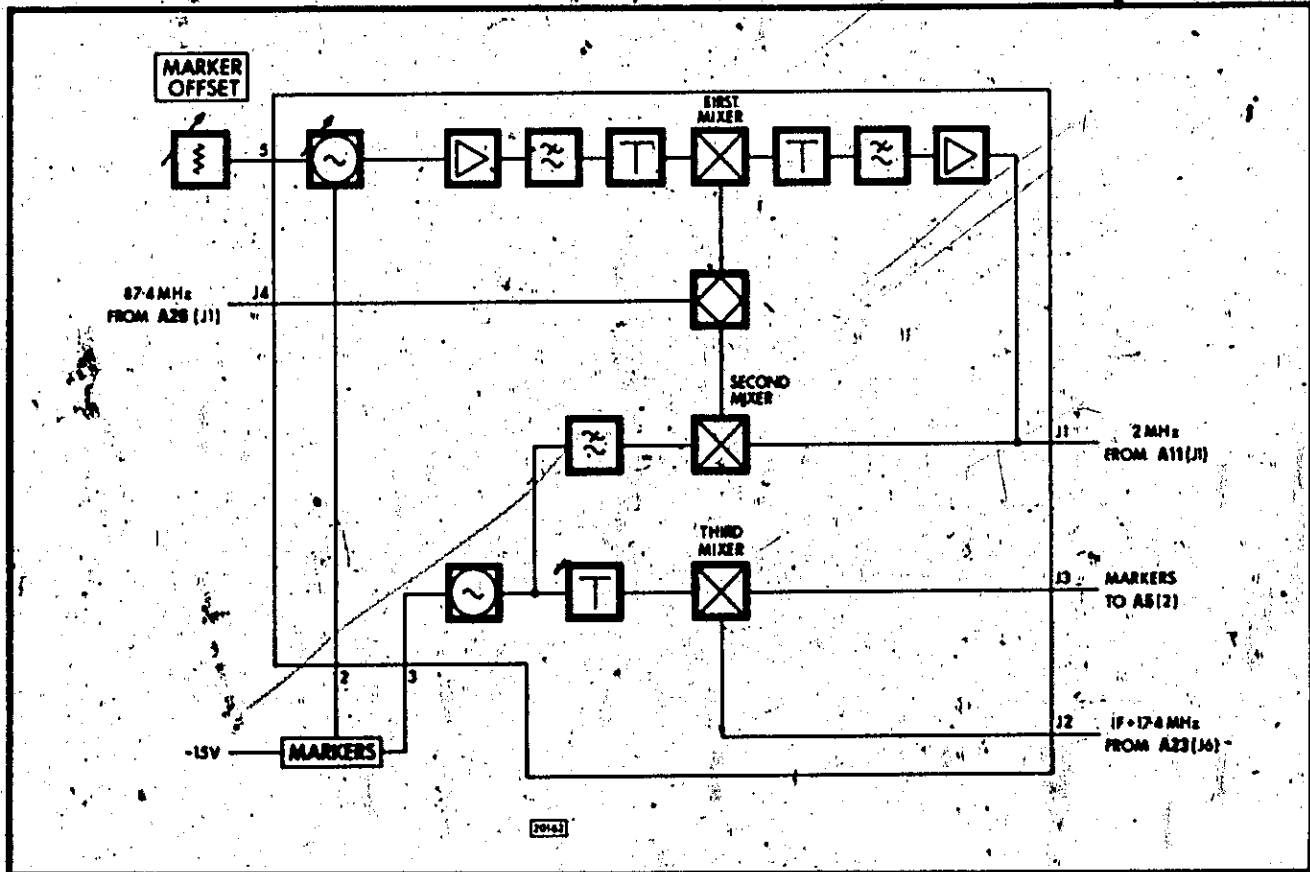 MARKER
OFFSET
FIRST
MIXER
5
87·4 MHz
FROM A28 (J1)
J4
SECOND
MIXER
J1
2 MHz
FROM A11(J1)
THIRD
MIXER
J3
MARKERS
TO A5(2)
2
3
J2
IF+17·4 MHz
FROM A23(J6)
-15V
MARKERS